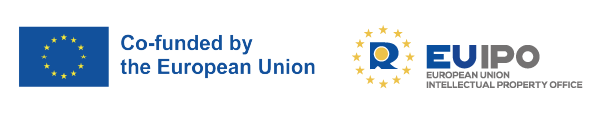 Co-funded by
the European Union
R
EUIPO
EUROPEAN UNION
INTELLECTUAL PROPERTY OFFICE